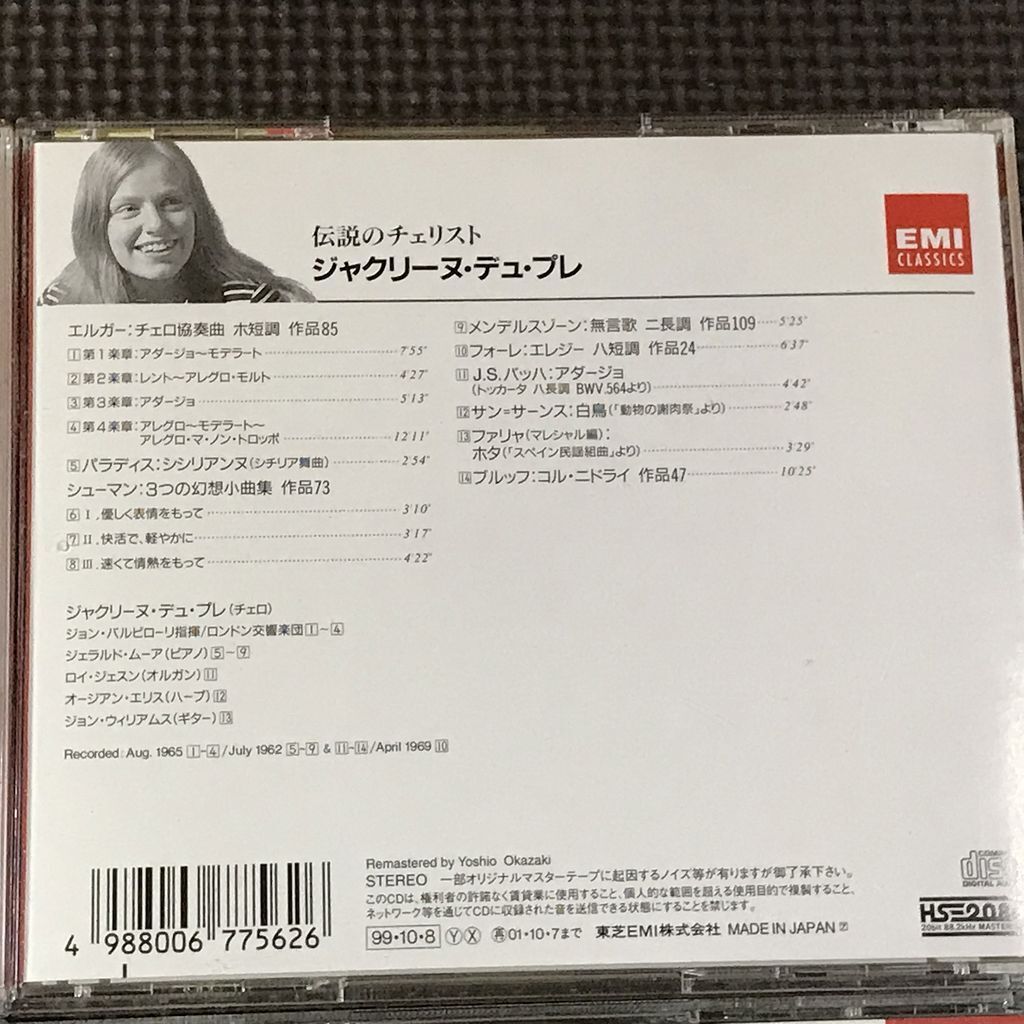 伝説のチェリスト
ジャクリーヌ・デュ・プレ
EMI
CLASSICS
エルガー:チェロ協奏曲 ホ短調 作品85
1 第1楽章:アダージョ〜モデラート 7'55"
2 第2楽章:レント〜アレグロ・モルト 4'27"
3 第3楽章:アダージョ 5'13"
4 第4楽章:アレグロ〜モデラート〜
アレグロ・マ・ノン・トロッポ 12'11"
5 パラディス:シシリアンヌ(シチリア舞曲) 2'54"
シューマン:3つの幻想小曲集 作品73
6 I.優しく表情をもって 3'10"
7 II.快活で、軽やかに 3'17"
8 III.速くて情熱をもって 4'22"
9 メンデルスゾーン:無言歌 ニ長調 作品109 5'25"
10 フォーレ:エレジー ハ短調 作品24 6'37"
11 J.S.バッハ:アダージョ
(トッカータ ハ長調 BWV.564より) 4'42"
12 サン=サーンス:白鳥(「動物の謝肉祭」より) 2'48"
13 ファリャ(マレシャル編):
ホタ(「スペイン民謡組曲」より) 3'29"
14 ブルッフ:コル・ニドライ 作品47 10'25"
ジャクリーヌ・デュ・プレ(チェロ)
ジョン・バルビローリ指揮/ロンドン交響楽団 1〜4
ジェラルド・ムーア(ピアノ) 5〜9
ロイ・ジェスン(オルガン) 11
オージアン・エリス(ハープ) 12
ジョン・ウィリアムス(ギター) 13
Recorded: Aug. 1965 1-4 / July 1962 5-9 & 11-14 / April 1969 10
Remastered by Yoshio Okazaki
STEREO 一部オリジナルマスターテープに起因するノイズ等が有りますが御了承下さい。
このCDは、権利者の許諾なく賃貸業に使用すること、個人的な範囲を超える使用目的で複製すること、
ネットワーク等を通じてCDに収録された音を送信できる状態にすることを禁じます。
99・10・8 Ⓨ Ⓧ 再 01・10・7まで 東芝EMI株式会社 MADE IN JAPAN
4 988006 775626
DIGITAL AU
20bit 88.2kHz MASTER